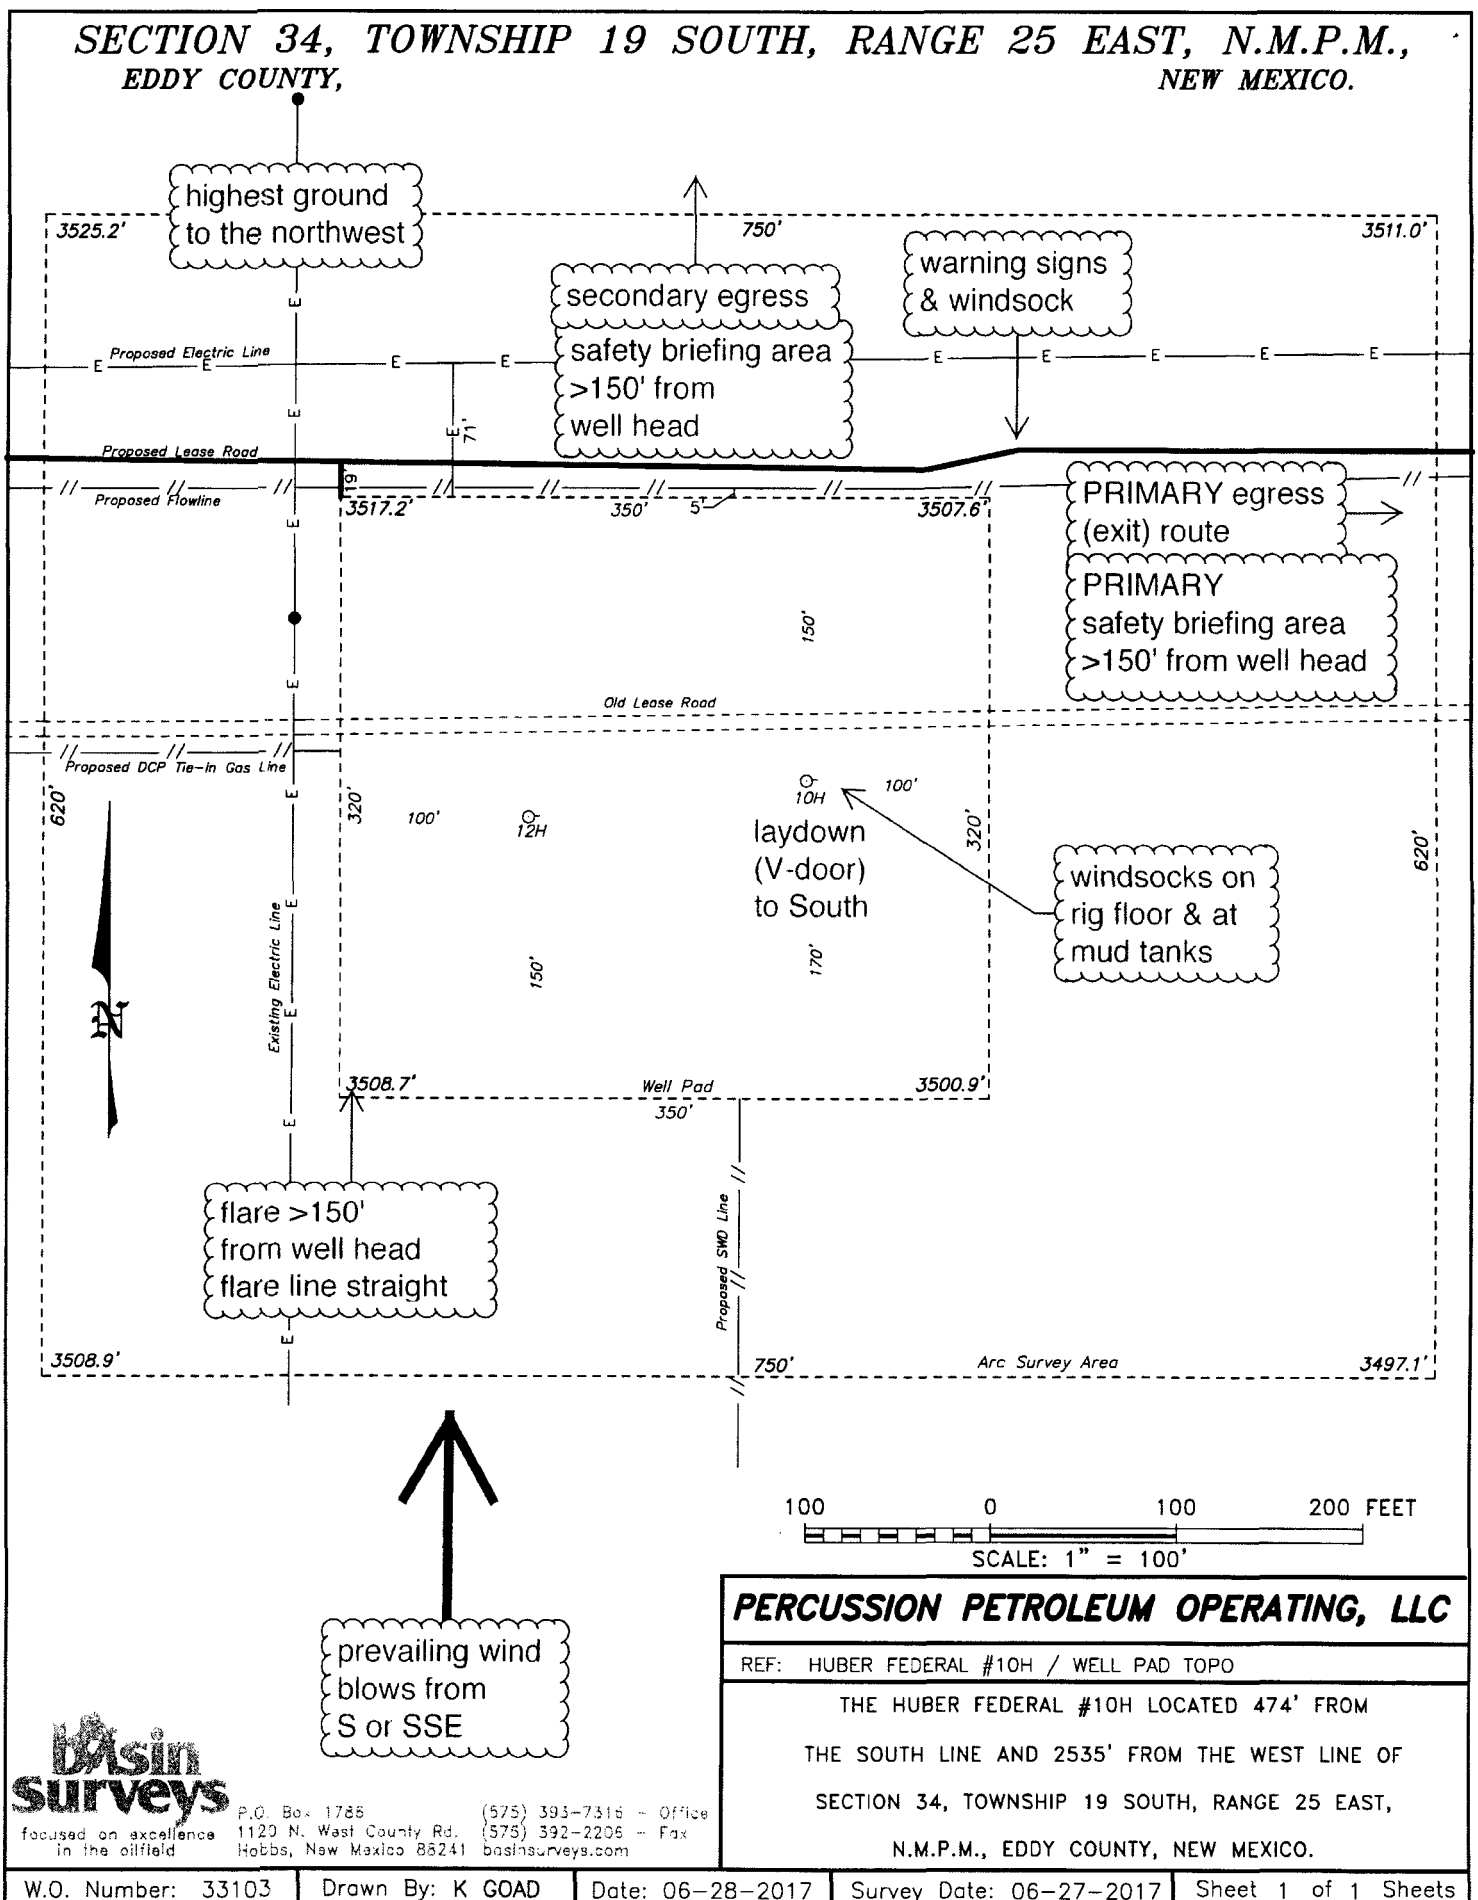 SECTION 34, TOWNSHIP 19 SOUTH, RANGE 25 EAST, N.M.P.M.,
EDDY COUNTY, NEW MEXICO.
highest ground
to the northwest
3525.2'
750'
3511.0'
warning signs
& windsock
secondary egress
safety briefing area
>150' from
well head
E
Proposed Electric Line
E E E E E E E E E
E
E 71'
Proposed Lease Road
19'
Proposed Flowline
3517.2'
350'
5'
3507.6'
PRIMARY egress
(exit) route
E
PRIMARY
safety briefing area
>150' from well head
150'
E
Old Lease Road
Proposed DCP Tie-in Gas Line
620'
E
320'
100'
12H
10H
100'
laydown
(V-door)
to South
320'
620'
windsocks on
rig floor & at
mud tanks
E
Existing Electric Line
150'
170'
N
E
3508.7'
Well Pad
3500.9'
350'
E
flare >150'
from well head
flare line straight
Proposed SWD Line
E
3508.9'
750'
Arc Survey Area
3497.1'
100 0 100 200 FEET
SCALE: 1" = 100'
prevailing wind
blows from
S or SSE
PERCUSSION PETROLEUM OPERATING, LLC
REF: HUBER FEDERAL #10H / WELL PAD TOPO
THE HUBER FEDERAL #10H LOCATED 474' FROM
THE SOUTH LINE AND 2535' FROM THE WEST LINE OF
SECTION 34, TOWNSHIP 19 SOUTH, RANGE 25 EAST,
N.M.P.M., EDDY COUNTY, NEW MEXICO.
basin
surveys
focused on excellence
in the oilfield
P.O. Box 1786 (575) 393-7316 - Office
1120 N. West County Rd. (575) 392-2206 - Fax
Hobbs, New Mexico 88241 basinsurveys.com
W.O. Number: 33103 Drawn By: K GOAD Date: 06-28-2017 Survey Date: 06-27-2017 Sheet 1 of 1 Sheets